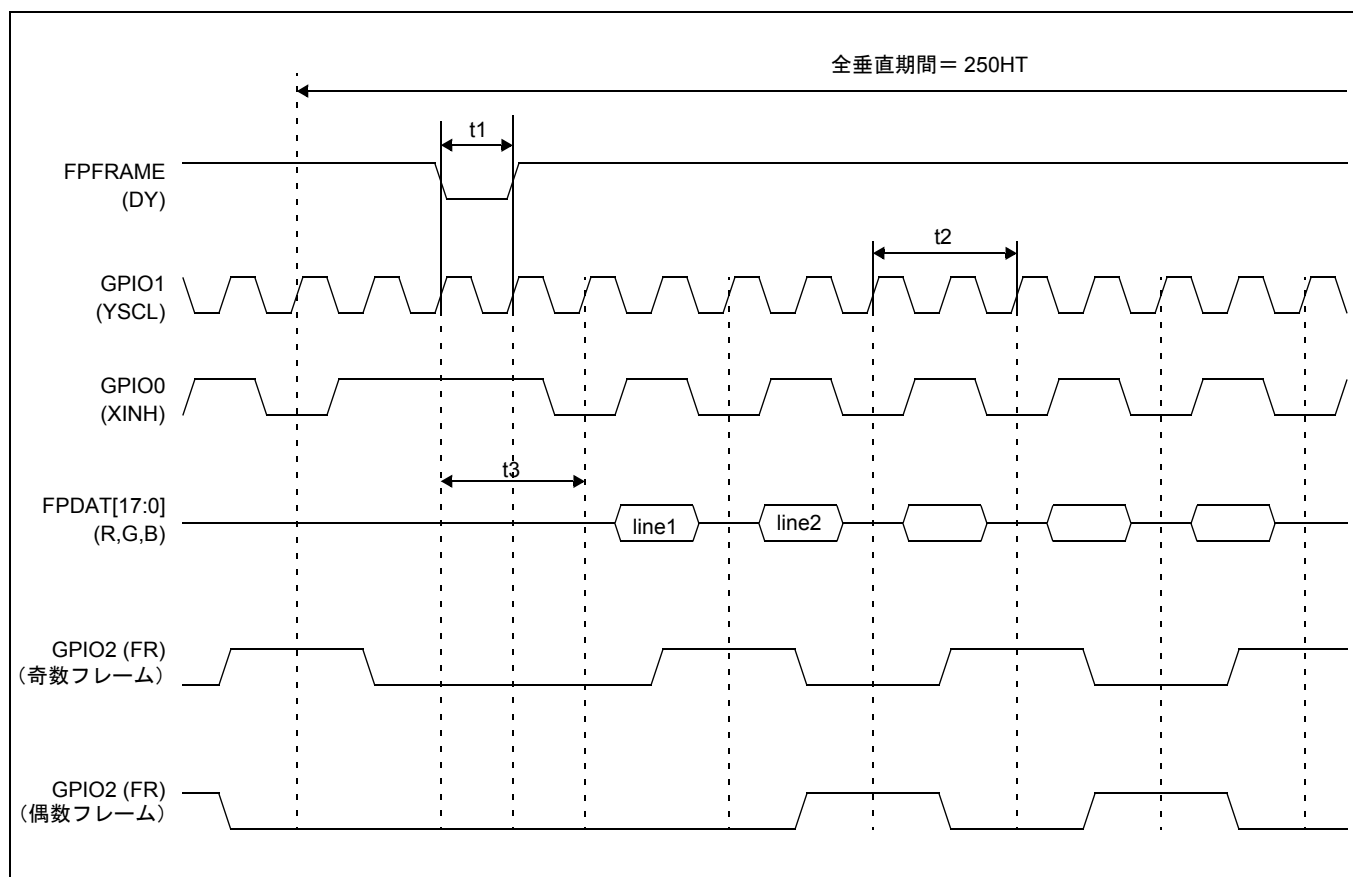 全垂直期間＝ 250HT
t1
FPFRAME
(DY)
t2
GPIO1
(YSCL)
GPIO0
(XINH)
t3
FPDAT[17:0]
(R,G,B)
line1
line2
GPIO2 (FR)
（奇数フレーム）
GPIO2 (FR)
（偶数フレーム）